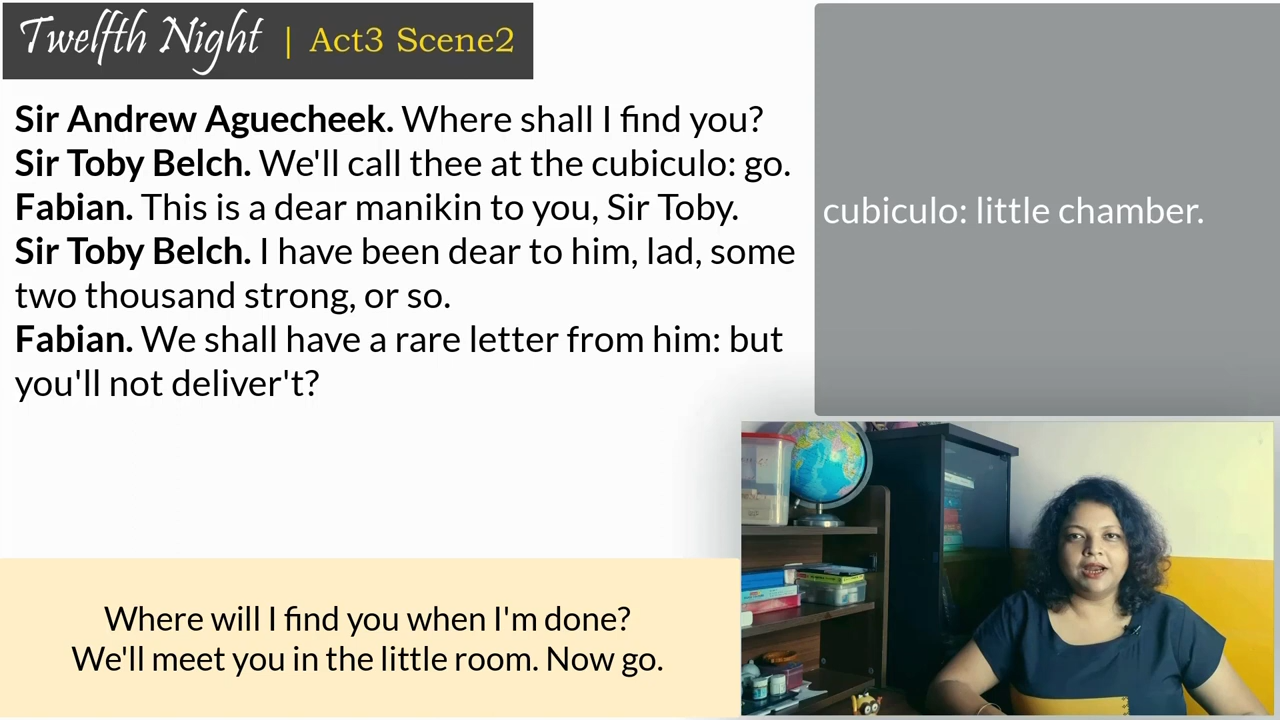 Twelfth Night | Act3 Scene2
Sir Andrew Aguecheek. Where shall I find you?
Sir Toby Belch. We'll call thee at the cubiculo: go.
Fabian. This is a dear manikin to you, Sir Toby.
Sir Toby Belch. I have been dear to him, lad, some
two thousand strong, or so.
Fabian. We shall have a rare letter from him: but
you'll not deliver't?
cubiculo: little chamber.
Where will I find you when I'm done?
We'll meet you in the little room. Now go.